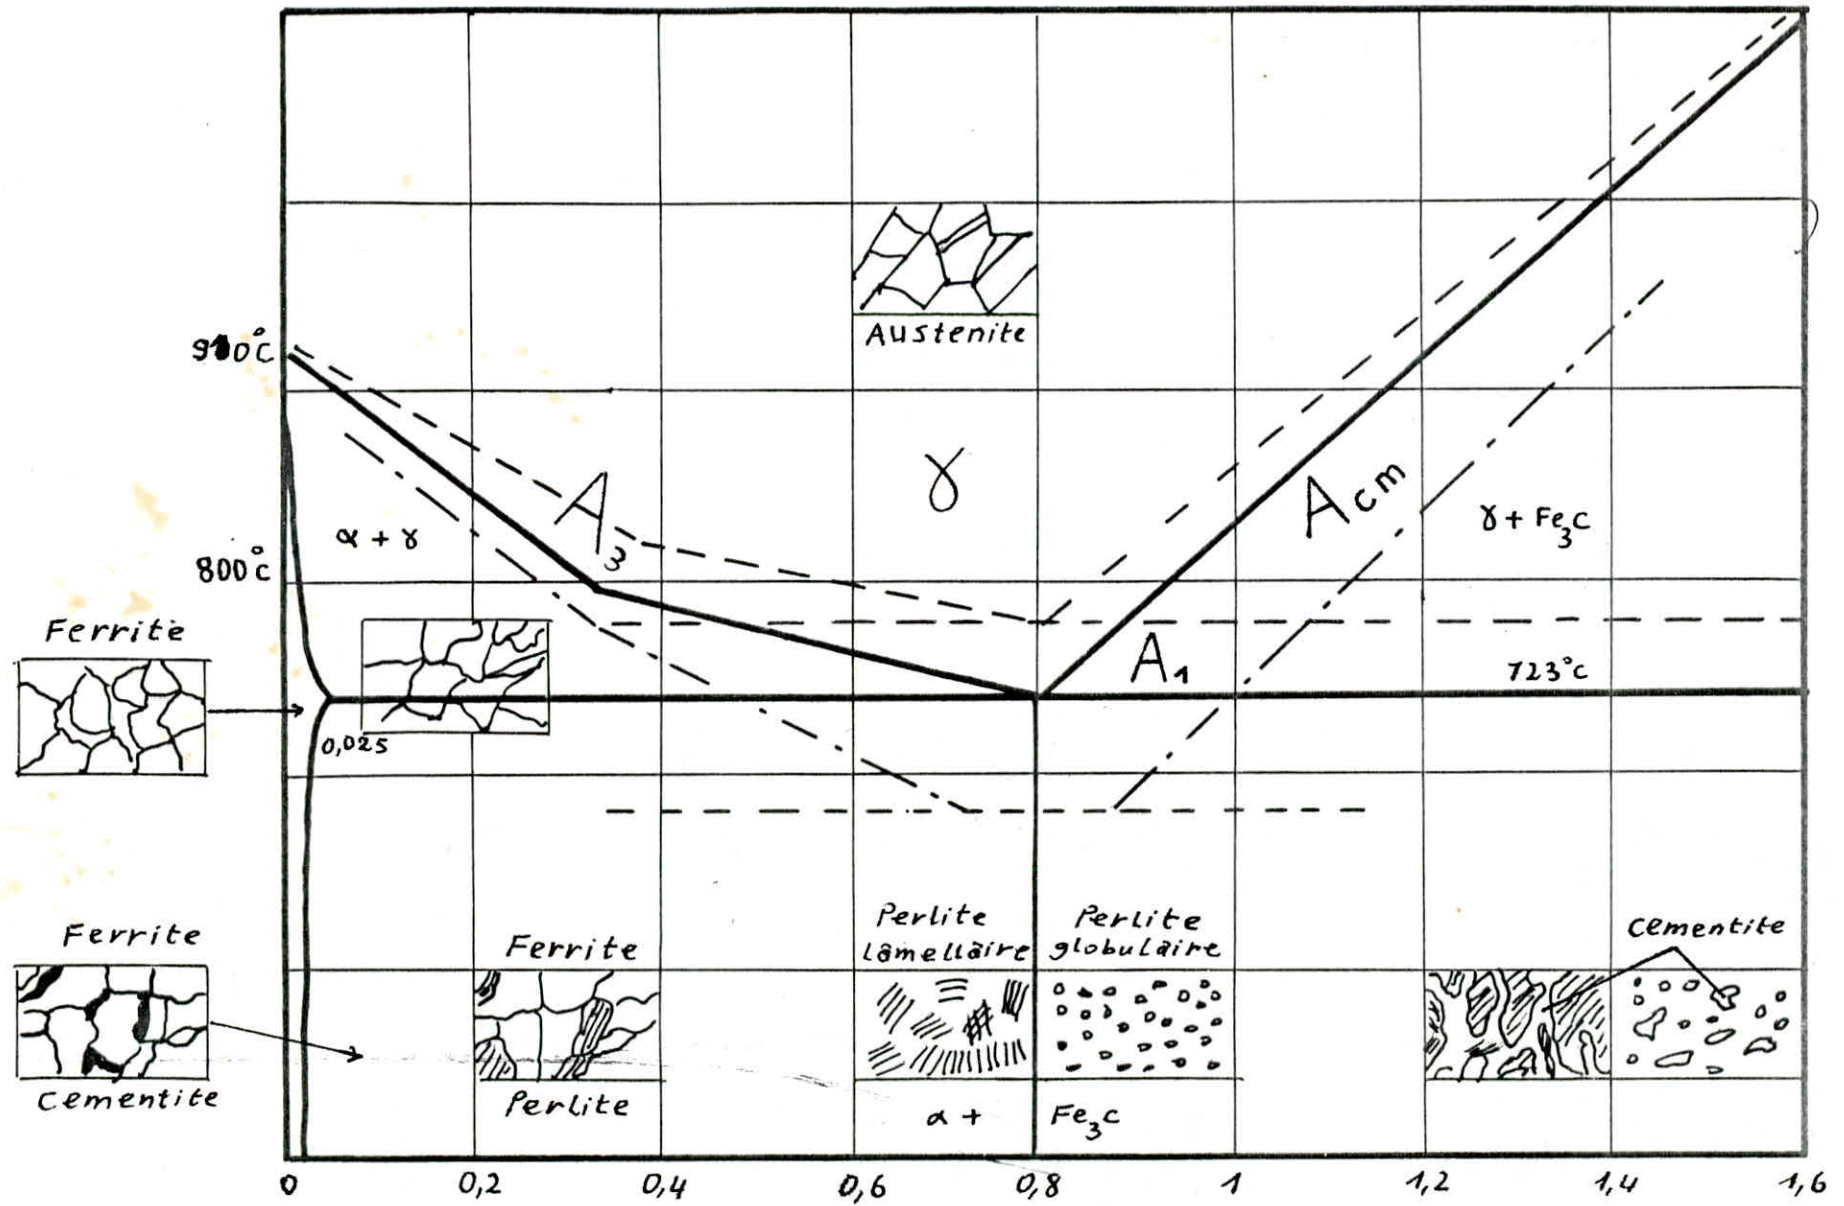 Austenite
910°C
γ
A3
Acm
α + γ
γ + Fe3C
800°C
Ferrite
A1
723°C
0,025
Ferrite
Cementite
Ferrite
Perlite
Perlite
lamellaire
Perlite
globulaire
Cementite
α + Fe3C
0 0,2 0,4 0,6 0,8 1 1,2 1,4 1,6